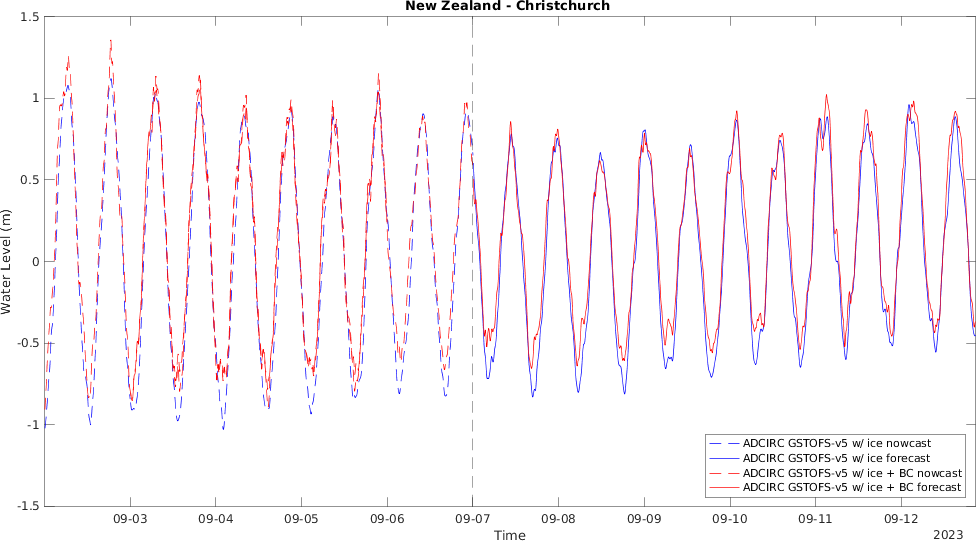 New Zealand - Christchurch
Water Level (m)
1.5
1
0.5
0
-0.5
-1
-1.5
ADCIRC GSTOFS-v5 w/ ice nowcast
ADCIRC GSTOFS-v5 w/ ice forecast
ADCIRC GSTOFS-v5 w/ ice + BC nowcast
ADCIRC GSTOFS-v5 w/ ice + BC forecast
09-03 09-04 09-05 09-06 09-07 09-08 09-09 09-10 09-11 09-12
Time
2023